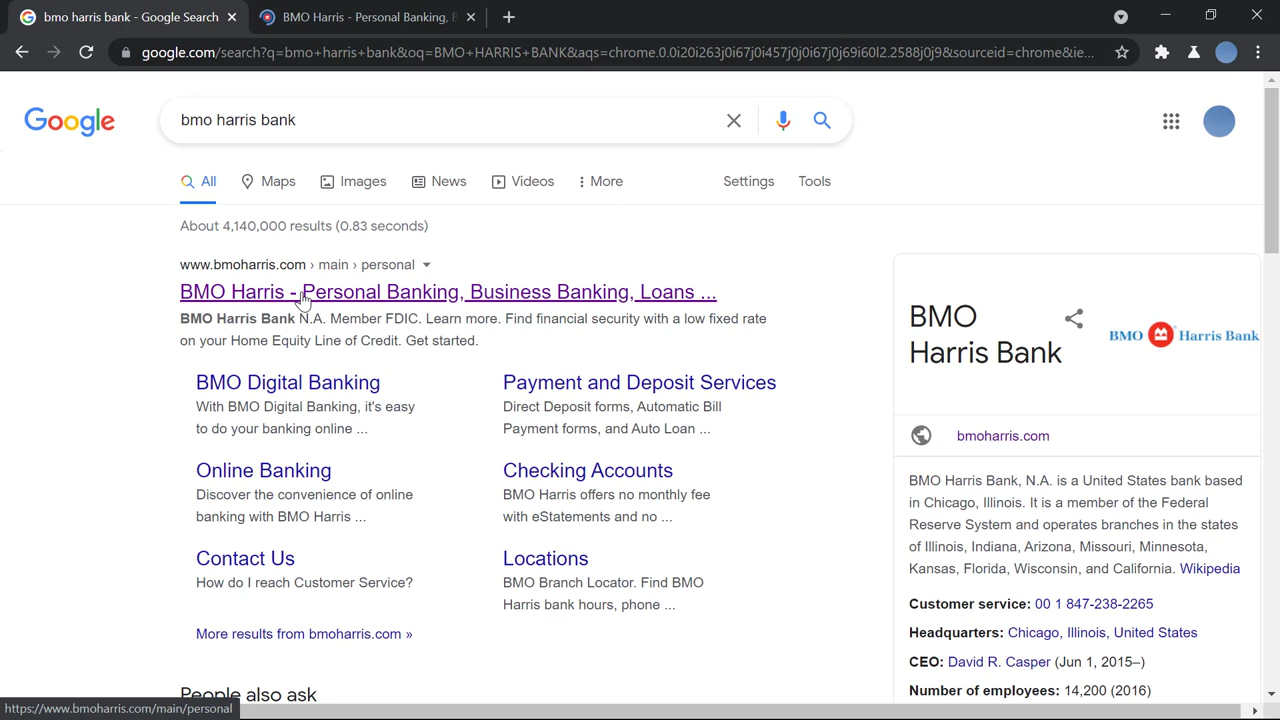 bmo harris bank - Google Search
BMO Harris - Personal Banking, B
google.com/search?q=bmo+harris+bank&oq=BMO+HARRIS+BANK&aqs=chrome.0.0i20i263j0i67j0i457j0j0i67j0j69i60l2.2588j0j9&sourceid=chrome&ie...
Google
bmo harris bank
All
Maps
Images
News
Videos
More
Settings
Tools
About 4,140,000 results (0.83 seconds)
www.bmoharris.com › main › personal
BMO Harris - Personal Banking, Business Banking, Loans ...
BMO Harris Bank N.A. Member FDIC. Learn more. Find financial security with a low fixed rate
on your Home Equity Line of Credit. Get started.
BMO Digital Banking
With BMO Digital Banking, it's easy
to do your banking online ...
Payment and Deposit Services
Direct Deposit forms, Automatic Bill
Payment forms, and Auto Loan ...
Online Banking
Discover the convenience of online
banking with BMO Harris ...
Checking Accounts
BMO Harris offers no monthly fee
with eStatements and no ...
Contact Us
How do I reach Customer Service?
Locations
BMO Branch Locator. Find BMO
Harris bank hours, phone ...
More results from bmoharris.com »
People also ask
BMO
Harris Bank
BMO Harris Bank
bmoharris.com
BMO Harris Bank, N.A. is a United States bank based
in Chicago, Illinois. It is a member of the Federal
Reserve System and operates branches in the states
of Illinois, Indiana, Arizona, Missouri, Minnesota,
Kansas, Florida, Wisconsin, and California. Wikipedia
Customer service: 00 1 847-238-2265
Headquarters: Chicago, Illinois, United States
CEO: David R. Casper (Jun 1, 2015–)
Number of employees: 14,200 (2016)
https://www.bmoharris.com/main/personal